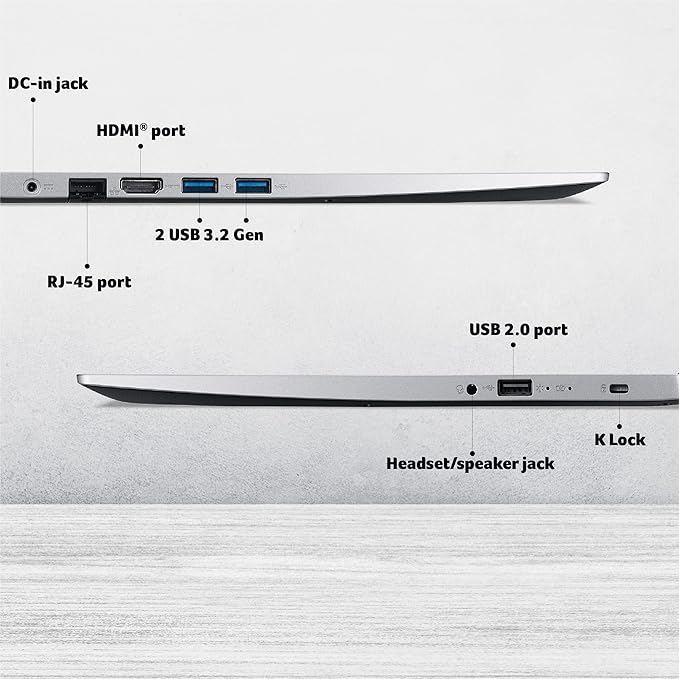 DC-in jack
HDMI® port
2 USB 3.2 Gen
RJ-45 port
USB 2.0 port
K Lock
Headset/speaker jack